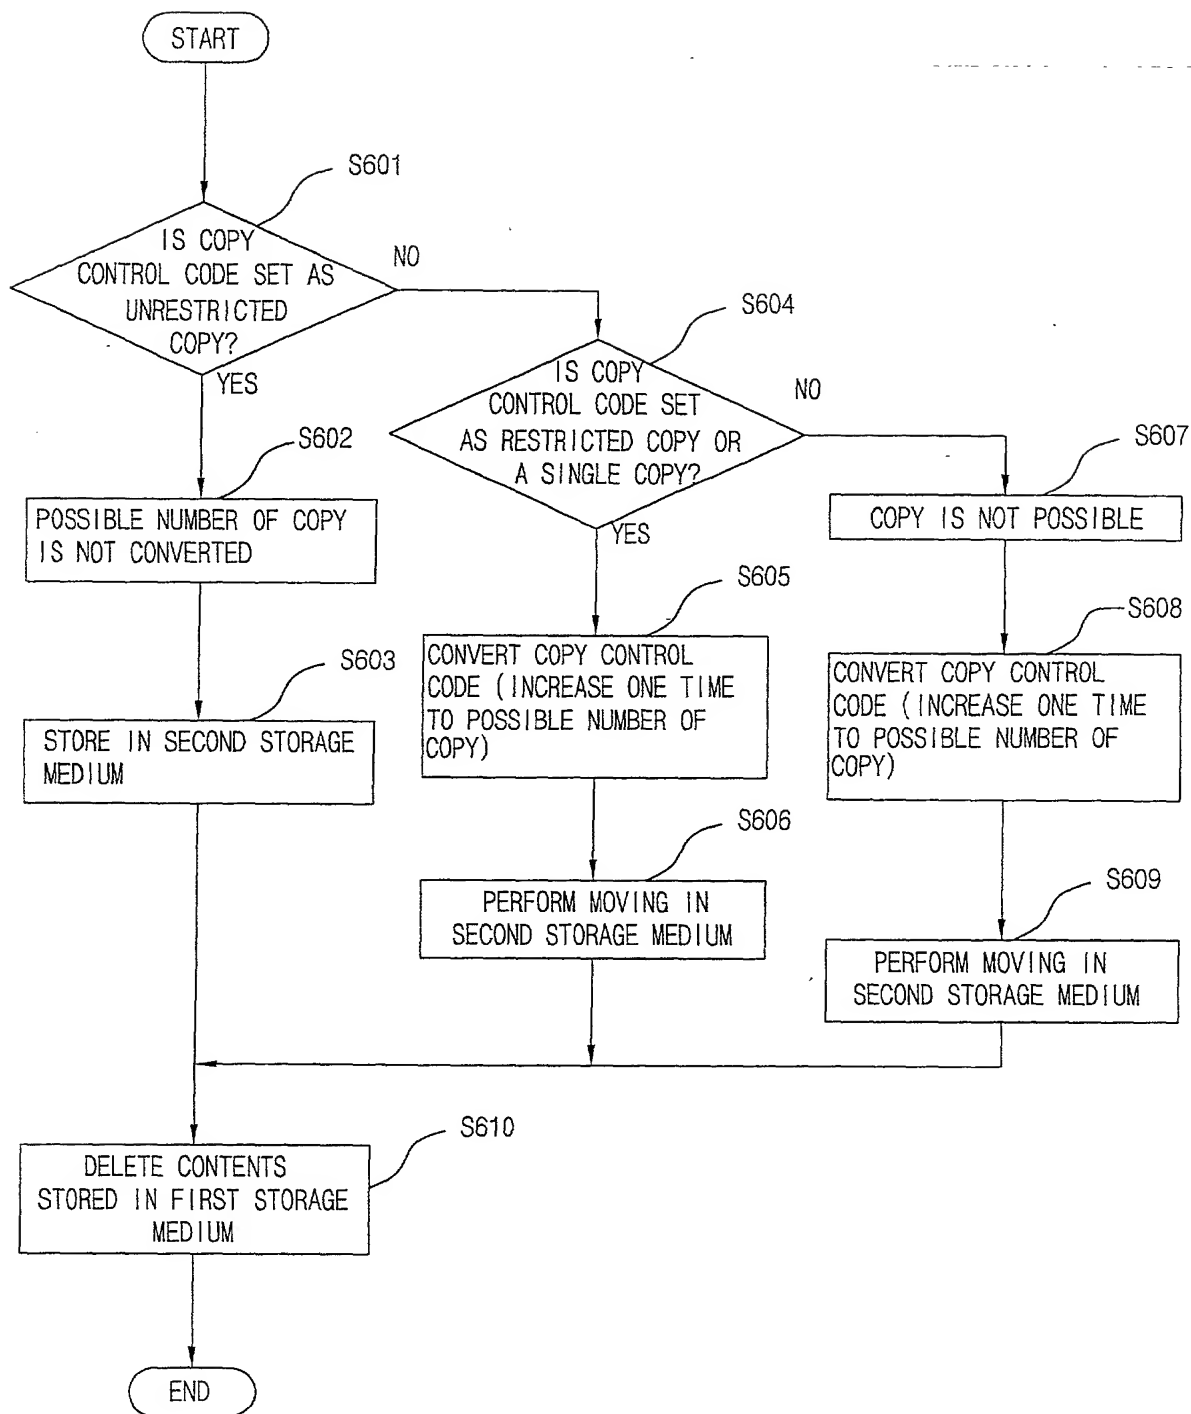 START
S601
IS COPY
CONTROL CODE SET AS
UNRESTRICTED
COPY?
NO
YES
S604
IS COPY
CONTROL CODE SET
AS RESTRICTED COPY OR
A SINGLE COPY?
NO
YES
S602
POSSIBLE NUMBER OF COPY
IS NOT CONVERTED
S607
COPY IS NOT POSSIBLE
S603
STORE IN SECOND STORAGE
MEDIUM
S605
CONVERT COPY CONTROL
CODE (INCREASE ONE TIME
TO POSSIBLE NUMBER OF
COPY)
S608
CONVERT COPY CONTROL
CODE (INCREASE ONE TIME
TO POSSIBLE NUMBER OF
COPY)
S606
PERFORM MOVING IN
SECOND STORAGE MEDIUM
S609
PERFORM MOVING IN
SECOND STORAGE MEDIUM
S610
DELETE CONTENTS
STORED IN FIRST STORAGE
MEDIUM
END